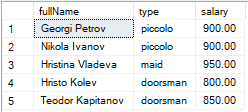 fullName type salary
1 Georgi Petrov piccolo 900.00
2 Nikola Ivanov piccolo 900.00
3 Hristina Vladeva maid 950.00
4 Hristo Kolev doorsman 800.00
5 Teodor Kapitanov doorsman 850.00